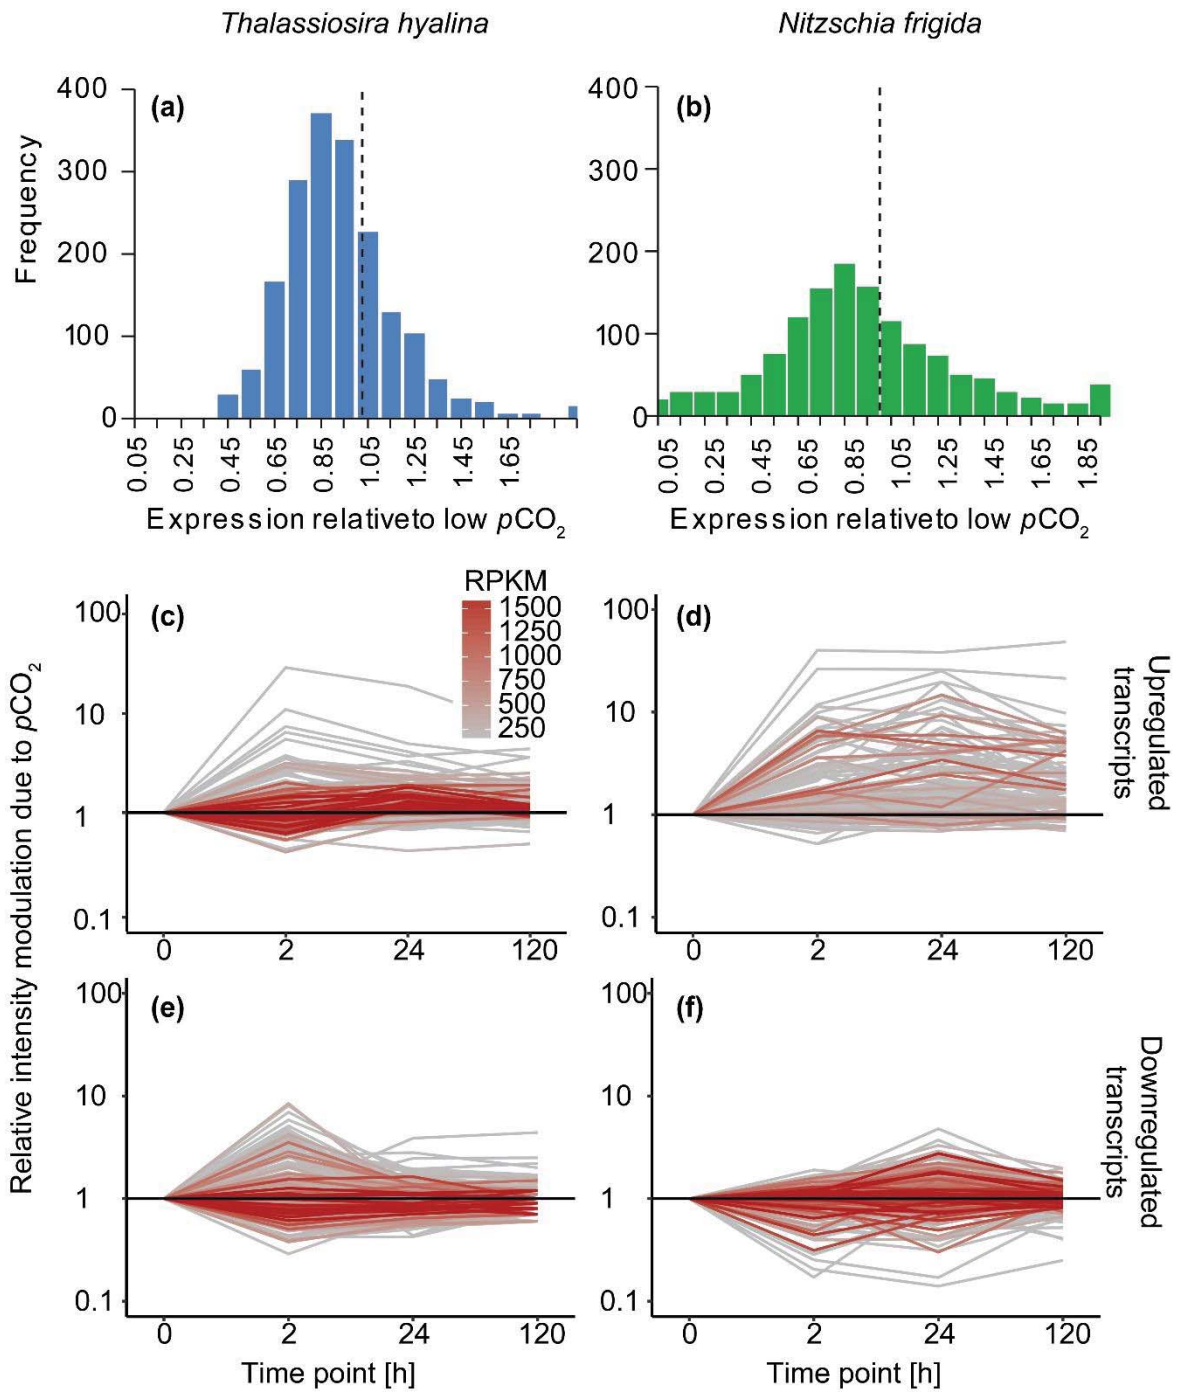 Thalassiosira hyalina
Nitzschia frigida
(a)
Frequency
400
300
200
100
0
0.05 0.25 0.45 0.65 0.85 1.05 1.25 1.45 1.65
Expression relativeto low pCO2
(b)
400
300
200
100
0
0.05 0.25 0.45 0.65 0.85 1.05 1.25 1.45 1.65 1.85
Expression relativeto low pCO2
Relative intensity modulation due to pCO2
(c)
100
10
1
0.1
0 2 24 120
RPKM
1500
1250
1000
750
500
250
(d)
100
10
1
0.1
0 2 24 120
Upregulated
transcripts
(e)
100
10
1
0.1
0 2 24 120
Time point [h]
(f)
100
10
1
0.1
0 2 24 120
Time point [h]
Downregulated
transcripts